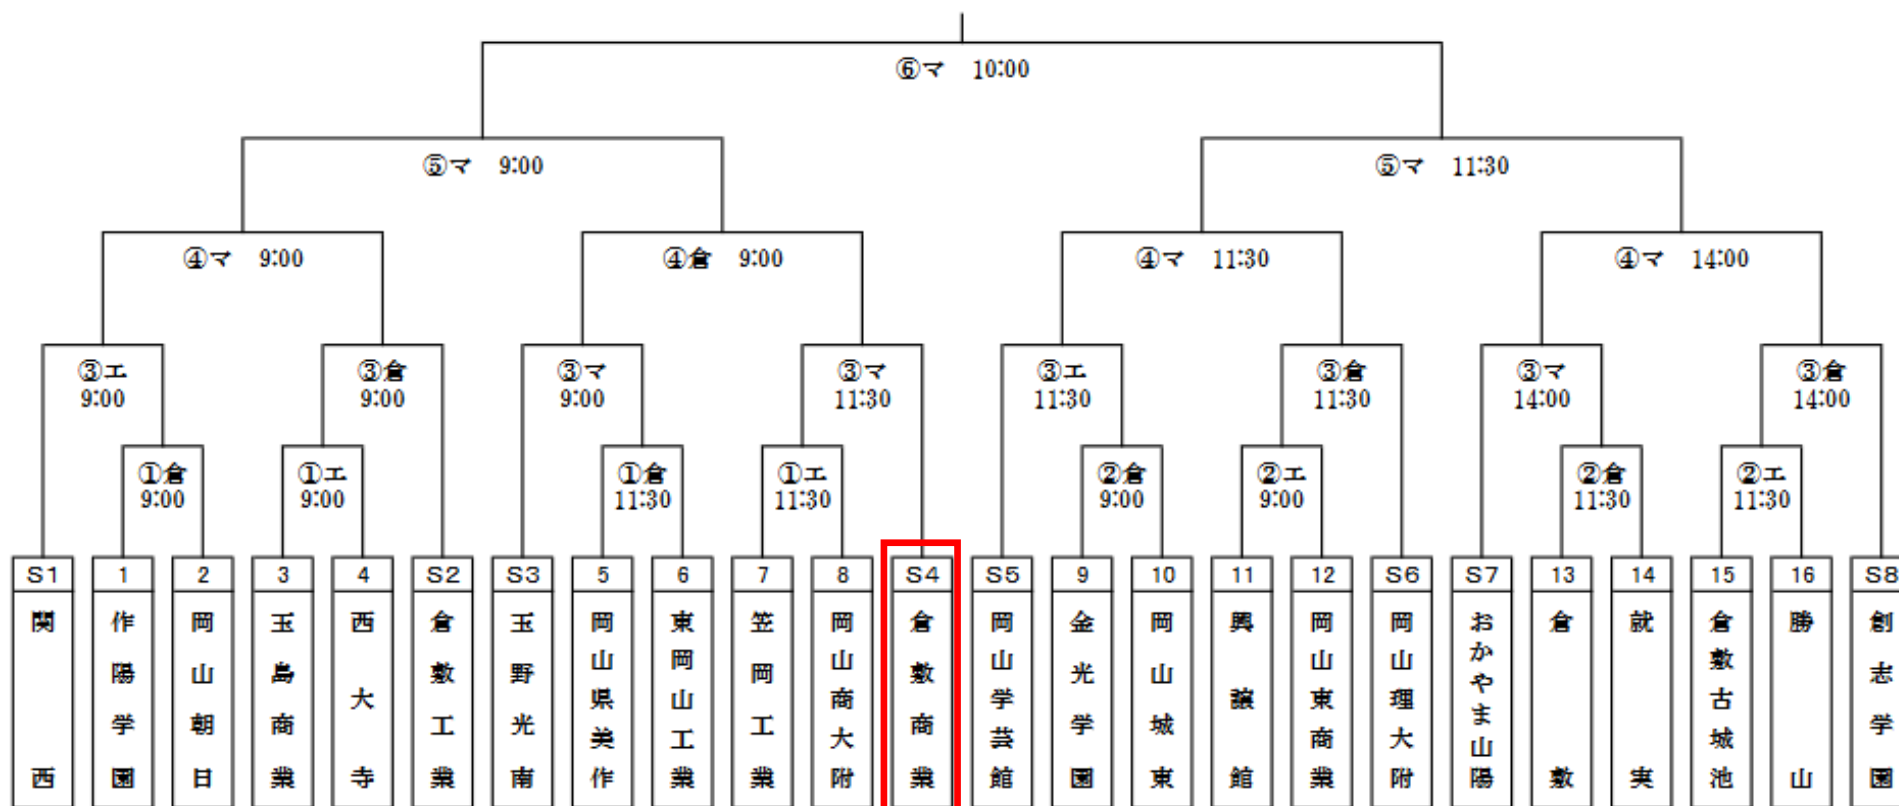 ⑥マ 10:00
⑤マ 9:00
⑤マ 11:30
④マ 9:00
④倉 9:00
④マ 11:30
④マ 14:00
③エ
9:00
③倉
9:00
③マ
9:00
③マ
11:30
③エ
11:30
③倉
11:30
③マ
14:00
③倉
14:00
①倉
9:00
①エ
9:00
①倉
11:30
①エ
11:30
②倉
9:00
②エ
9:00
②倉
11:30
②エ
11:30
S1
関西
1
作陽学園
2
岡山朝日
3
玉島商業
4
西大寺
S2
倉敷工業
S3
玉野光南
5
岡山県美作
6
東岡山工業
7
笠岡工業
8
岡山商大附
S4
倉敷商業
S5
岡山学芸館
9
金光学園
10
岡山城東
11
興譲館
12
岡山東商業
S6
岡山理大附
S7
おかやま山陽
13
倉敷
14
就実
15
倉敷古城池
16
勝山
S8
創志学園